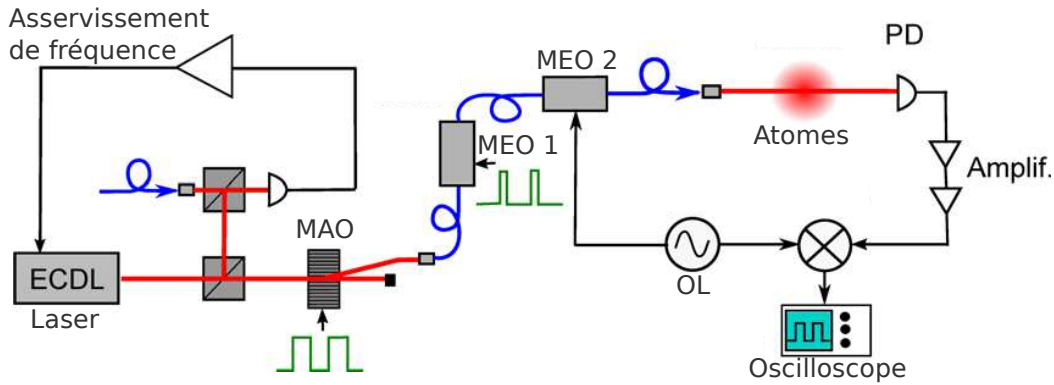 Asservissement
de fréquence
PD
MEO 2
MEO 1
Atomes
Amplif.
MAO
ECDL
Laser
OL
Oscilloscope